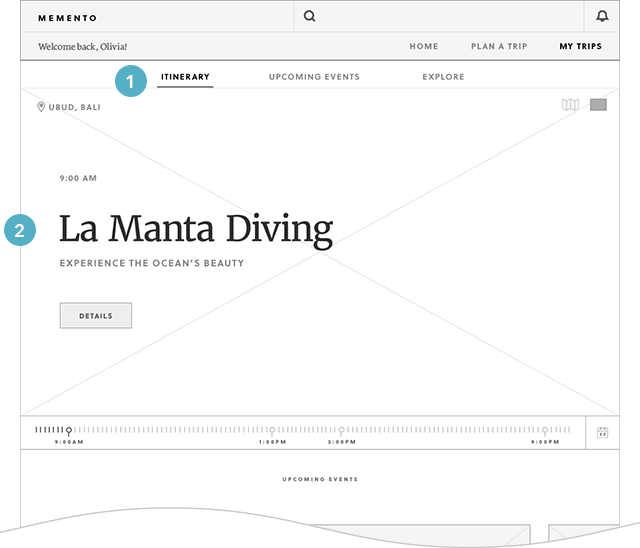 MEMENTO
Welcome back, Olivia!
HOME PLAN A TRIP MY TRIPS
1 ITINERARY UPCOMING EVENTS EXPLORE
UBUD, BALI
9:00 AM
2 La Manta Diving
EXPERIENCE THE OCEAN'S BEAUTY
DETAILS
9:00AM 1:00PM 3:00PM 9:00PM
UPCOMING EVENTS